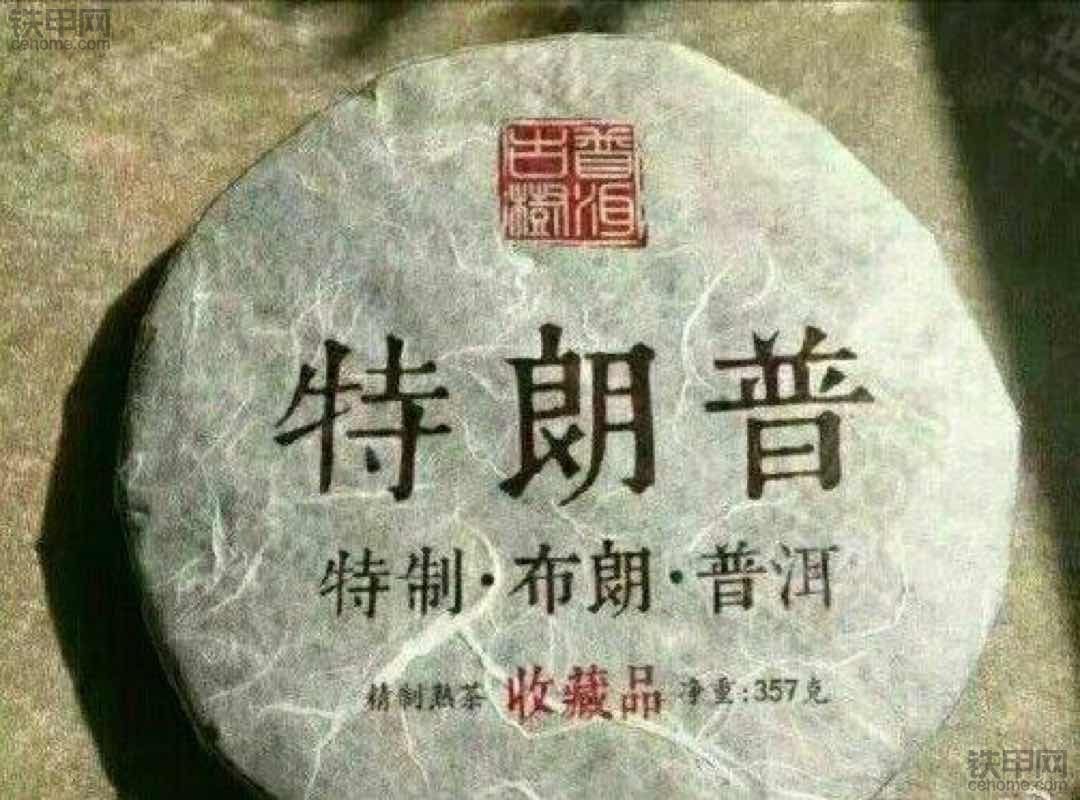 铁甲网
cehome.com
普洱
古樹
特朗普
特制·布朗·普洱
精制熟茶 收藏品 净重:357克
铁甲网
cehome.com